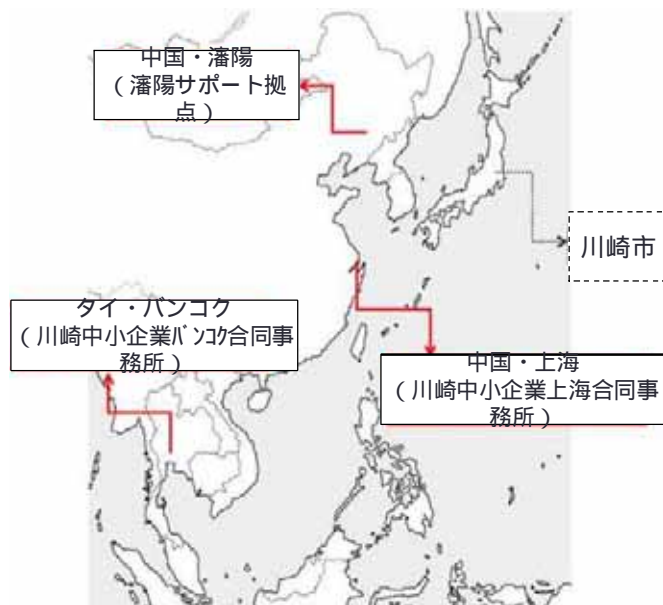 中国・瀋陽
（瀋陽サポート拠
点）
川崎市
タイ・バンコク
（川崎中小企業ﾊﾞﾝｺｸ合同事
務所）
中国・上海
（川崎中小企業上海合同事
務所）